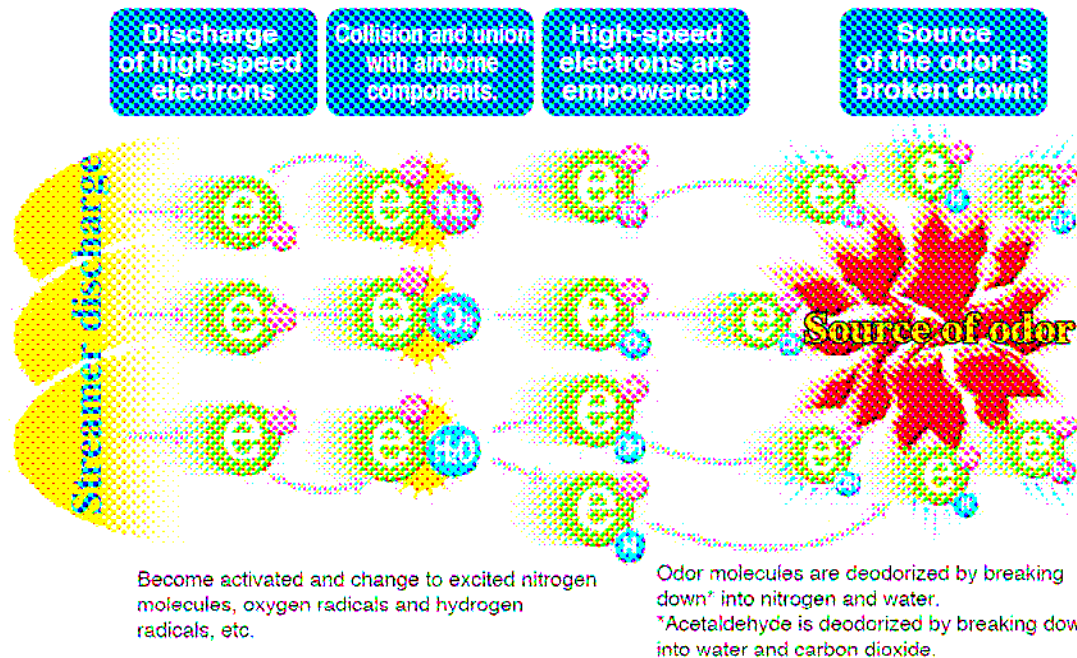 Discharge
of high-speed
electrons
Collision and union
with airborne
components.
High-speed
electrons are
empowered!*
Source
of the odor is
broken down!
Streamer discharge
e
e
e
e
e
e
e
e
O2
e
e
Source of odor
e
e
H2O
e
OH
e
e
e
e
H
Become activated and change to excited nitrogen
molecules, oxygen radicals and hydrogen
radicals, etc.
Odor molecules are deodorized by breaking
down* into nitrogen and water.
*Acetaldehyde is deodorized by breaking dow
into water and carbon dioxide.